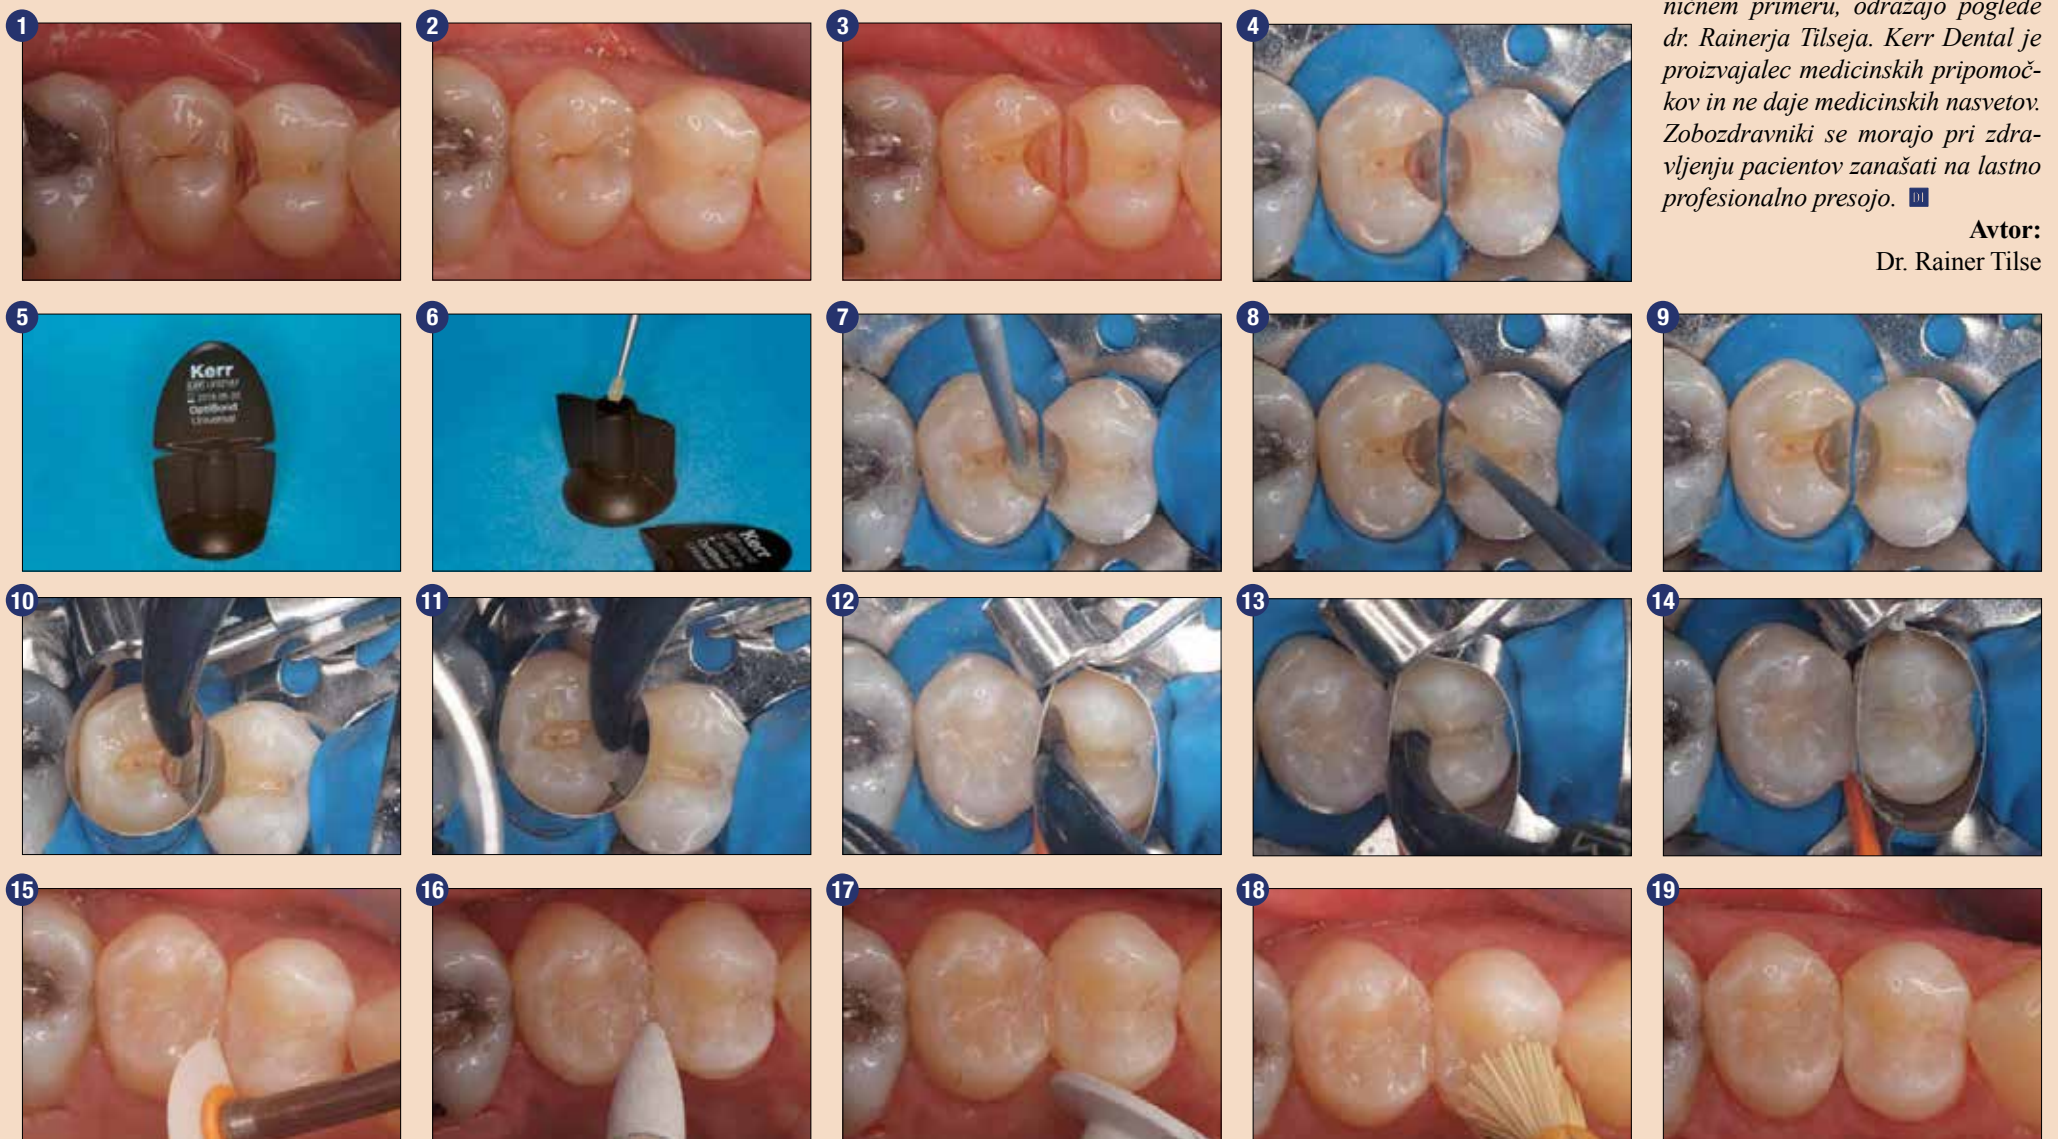 1
2
3
4
ničnem primeru, odražajo poglede
dr. Rainerja Tilseja. Kerr Dental je
proizvajalec medicinskih pripomoč-
kov in ne daje medicinskih nasvetov.
Zobozdravniki se morajo pri zdra-
vljenju pacientov zanašati na lastno
profesionalno presojo. DI
Avtor:
Dr. Rainer Tilse
5
Kerr
OptiBond
Universal
6
Kerr
7
8
9
10
11
12
13
14
15
16
17
18
19